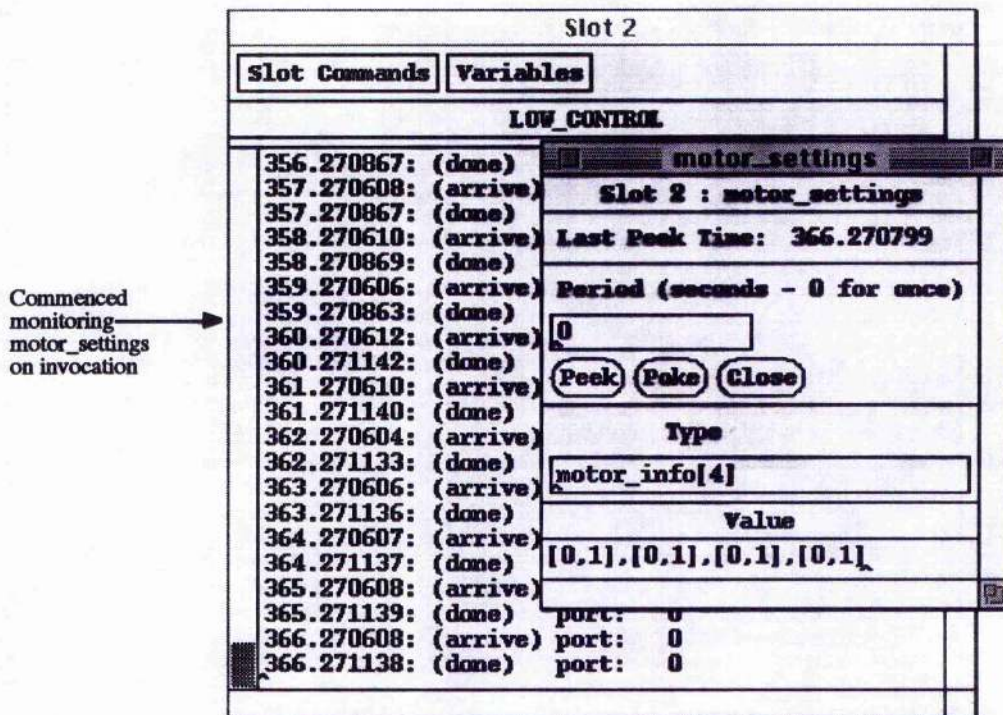 Slot 2
Slot Commands Variables
LOW_CONTROL
356.270867: (done)
357.270608: (arrive)
357.270867: (done)
358.270610: (arrive)
358.270869: (done)
359.270606: (arrive)
359.270863: (done)
360.270612: (arrive)
360.271142: (done)
361.270610: (arrive)
361.271140: (done)
362.270604: (arrive)
362.271133: (done)
363.270606: (arrive)
363.271136: (done)
364.270607: (arrive)
364.271137: (done)
365.270608: (arrive)
365.271139: (done) port: 0
366.270608: (arrive) port: 0
366.271138: (done) port: 0
motor_settings
Slot 2 : motor_settings
Last Peek Time: 366.270799
Period (seconds - 0 for once)
0
Peek Poke Close
Type
motor_info[4]
Value
[0,1],[0,1],[0,1],[0,1]
Commenced
monitoring
motor_settings
on invocation